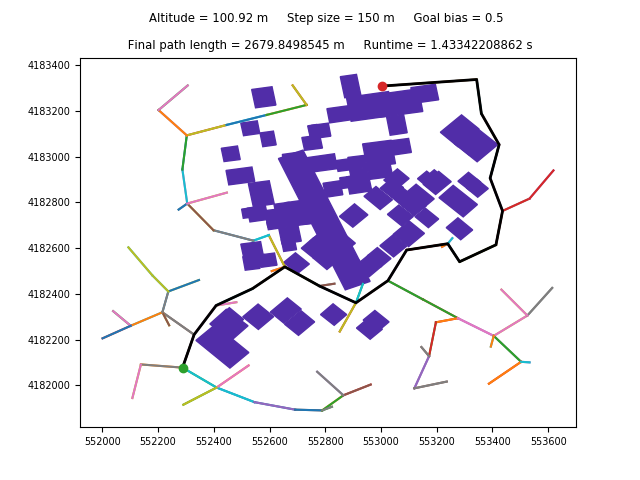 Altitude = 100.92 m     Step size = 150 m     Goal bias = 0.5
Final path length = 2679.8498545 m     Runtime = 1.43342208862 s
4183400
4183200
4183000
4182800
4182600
4182400
4182200
4182000
552000 552200 552400 552600 552800 553000 553200 553400 553600